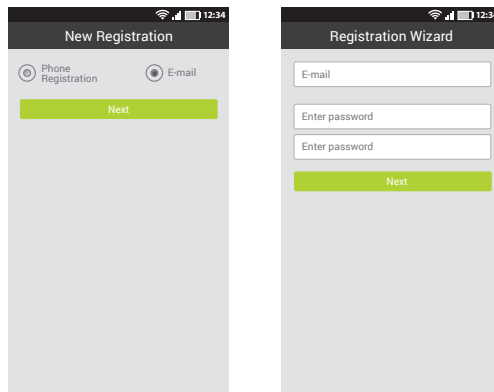 12:34
New Registration
Phone
Registration
E-mail
Next
12:34
Registration Wizard
E-mail
Enter password
Enter password
Next